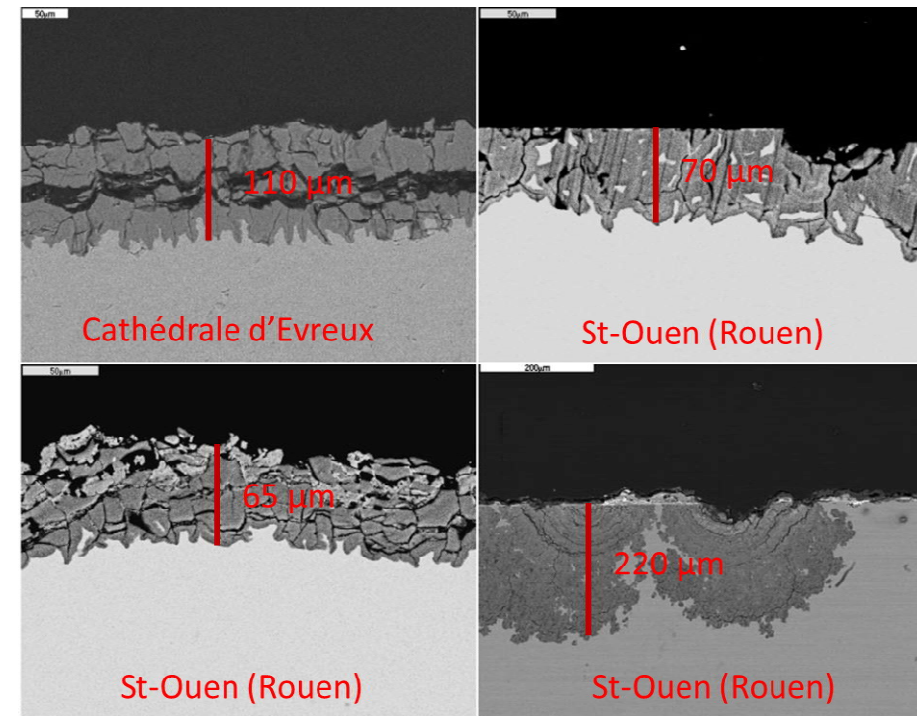 50μm
110 μm
Cathédrale d'Evreux
50μm
70 μm
St-Ouen (Rouen)
50μm
65 μm
St-Ouen (Rouen)
200μm
220 μm
St-Ouen (Rouen)